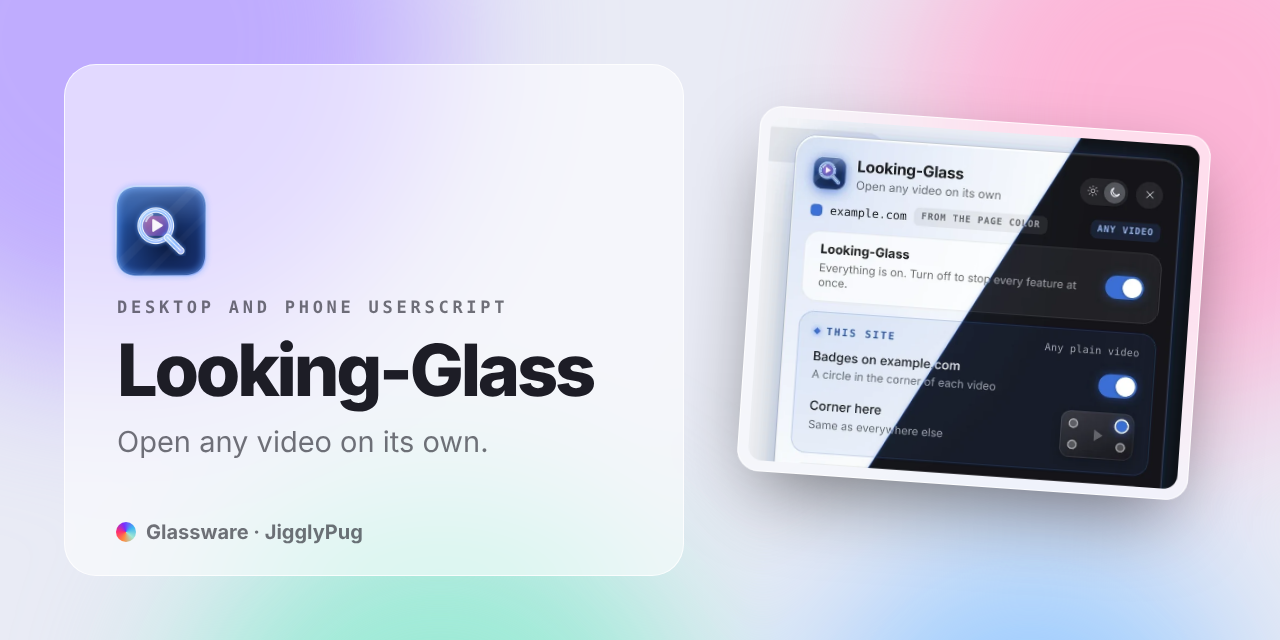 DESKTOP AND PHONE USERSCRIPT
Looking-Glass
Open any video on its own.
Glassware · JigglyPug
Looking-Glass
Open any video on its own
example.com FROM THE PAGE COLOR ANY VIDEO
Looking-Glass
Everything is on. Turn off to stop every feature at
once.
THIS SITE Any plain video
Badges on example.com
A circle in the corner of each video
Corner here
Same as everywhere else